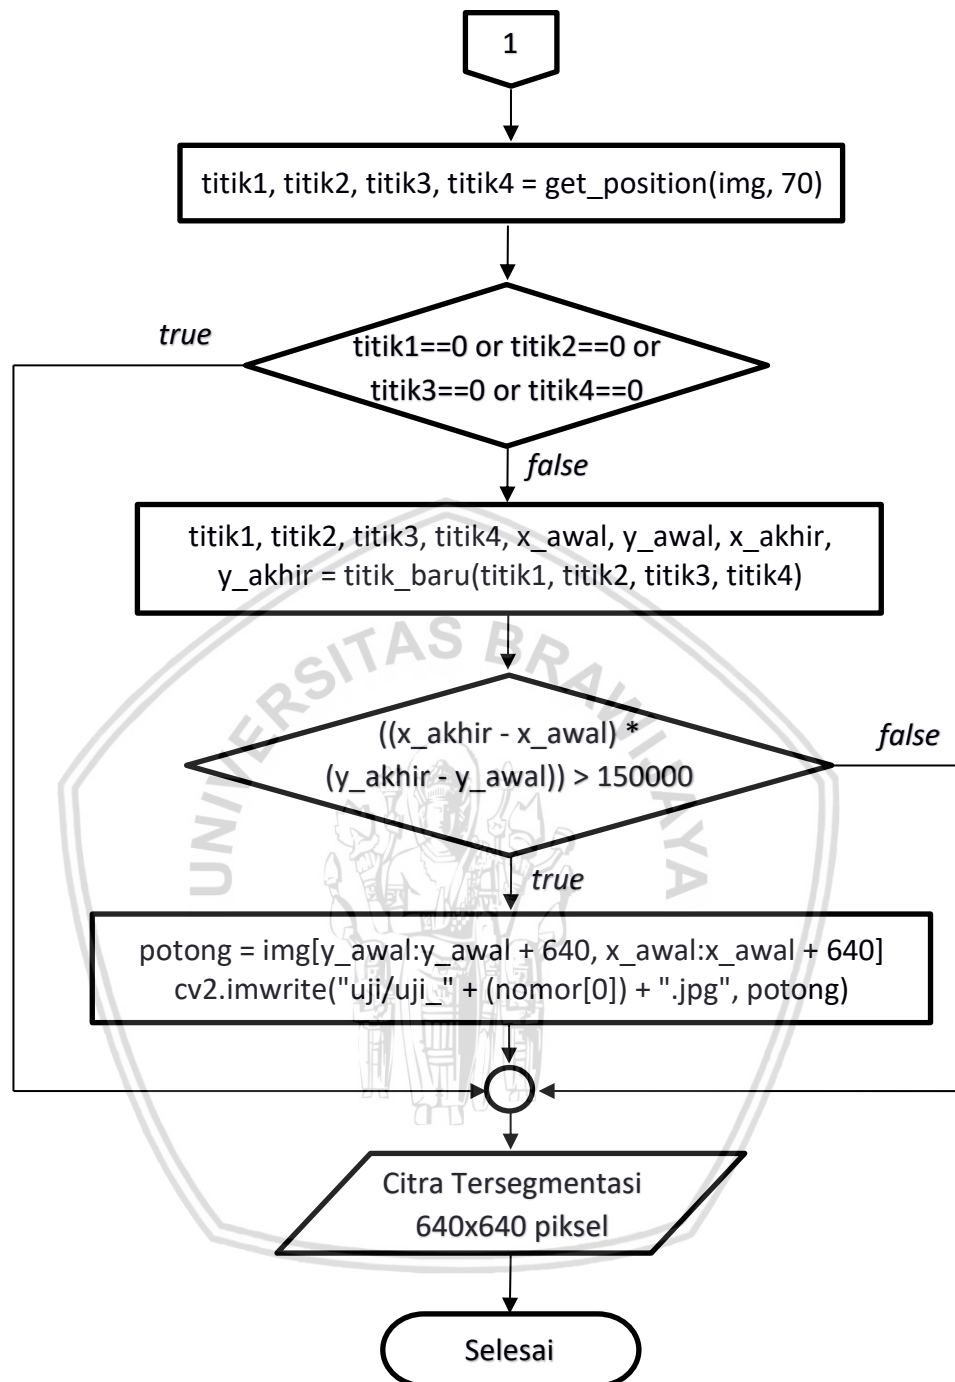 1
titik1, titik2, titik3, titik4 = get_position(img, 70)
true
titik1==0 or titik2==0 or
titik3==0 or titik4==0
false
titik1, titik2, titik3, titik4, x_awal, y_awal, x_akhir,
y_akhir = titik_baru(titik1, titik2, titik3, titik4)
UNIVERSITAS BRAWIJAYA
((x_akhir - x_awal) *
(y_akhir - y_awal)) > 150000
false
true
potong = img[y_awal:y_awal + 640, x_awal:x_awal + 640]
cv2.imwrite("uji/uji_" + (nomor[0]) + ".jpg", potong)
Citra Tersegmentasi
640x640 piksel
Selesai